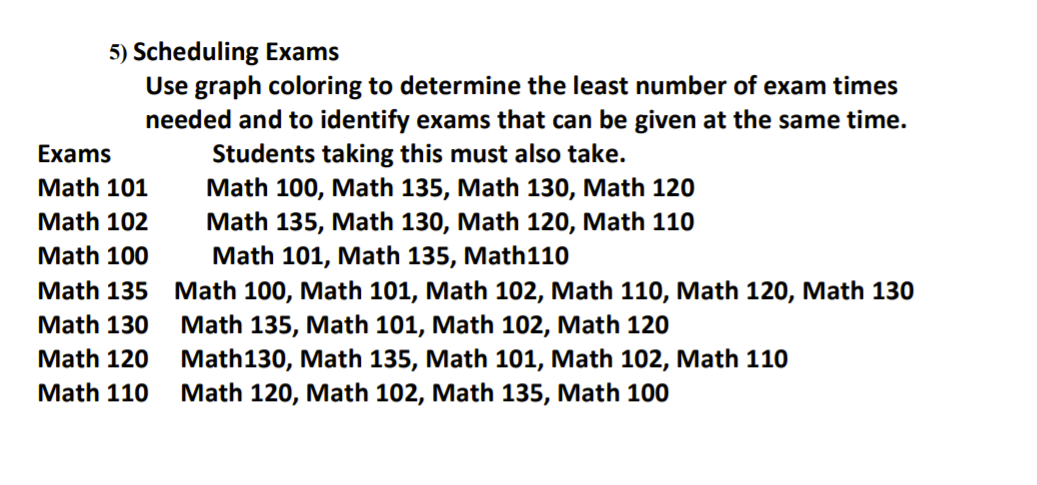 5) Scheduling Exams
Use graph coloring to determine the least number of exam times
needed and to identify exams that can be given at the same time.
Exams Students taking this must also take.
Math 101 Math 100, Math 135, Math 130, Math 120
Math 102 Math 135, Math 130, Math 120, Math 110
Math 100 Math 101, Math 135, Math110
Math 135 Math 100, Math 101, Math 102, Math 110, Math 120, Math 130
Math 130 Math 135, Math 101, Math 102, Math 120
Math 120 Math130, Math 135, Math 101, Math 102, Math 110
Math 110 Math 120, Math 102, Math 135, Math 100